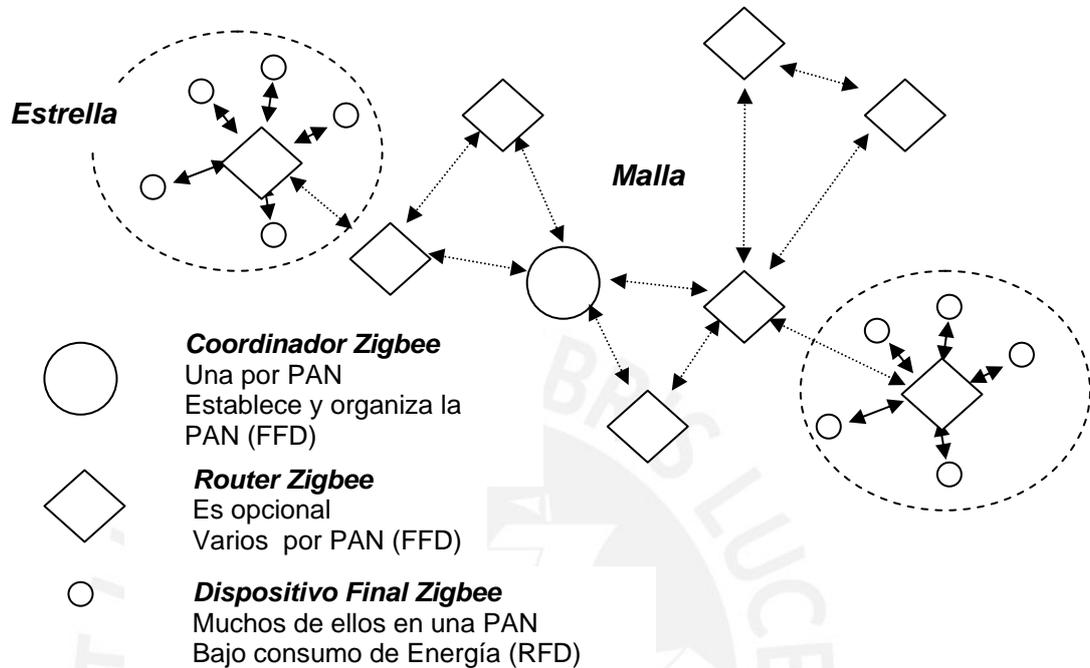 Estrella
Malla
Coordinador Zigbee
Una por PAN
Establece y organiza la
PAN (FFD)
Router Zigbee
Es opcional
Varios por PAN (FFD)
Dispositivo Final Zigbee
Muchos de ellos en una PAN
Bajo consumo de Energía (RFD)